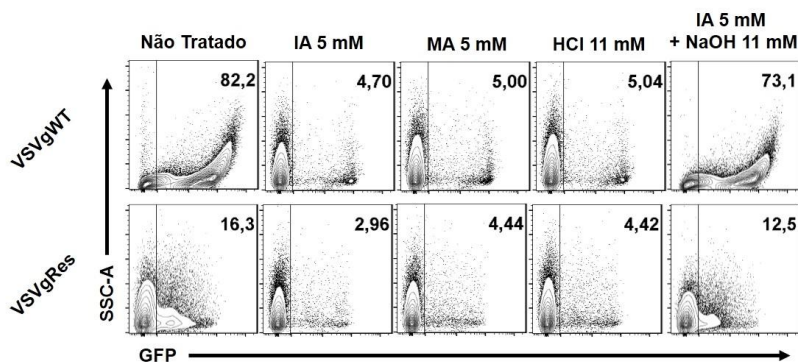 Não Tratado
IA 5 mM
MA 5 mM
HCl 11 mM
IA 5 mM
+ NaOH 11 mM
VSVgWT
82,2
4,70
5,00
5,04
73,1
VSVgRes
16,3
2,96
4,44
4,42
12,5
SSC-A
GFP